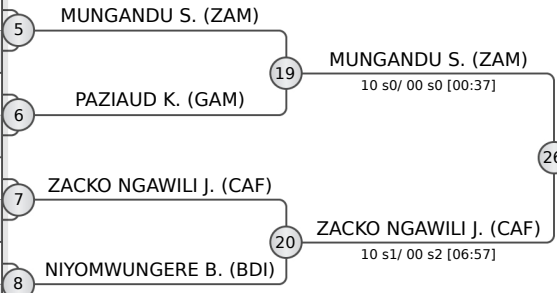 MUNGANDU S. (ZAM)
5
MUNGANDU S. (ZAM)
19
10 s0/ 00 s0 [00:37]
PAZIAUD K. (GAM)
6
26
ZACKO NGAWILI J. (CAF)
7
ZACKO NGAWILI J. (CAF)
20
10 s1/ 00 s2 [06:57]
NIYOMWUNGERE B. (BDI)
8